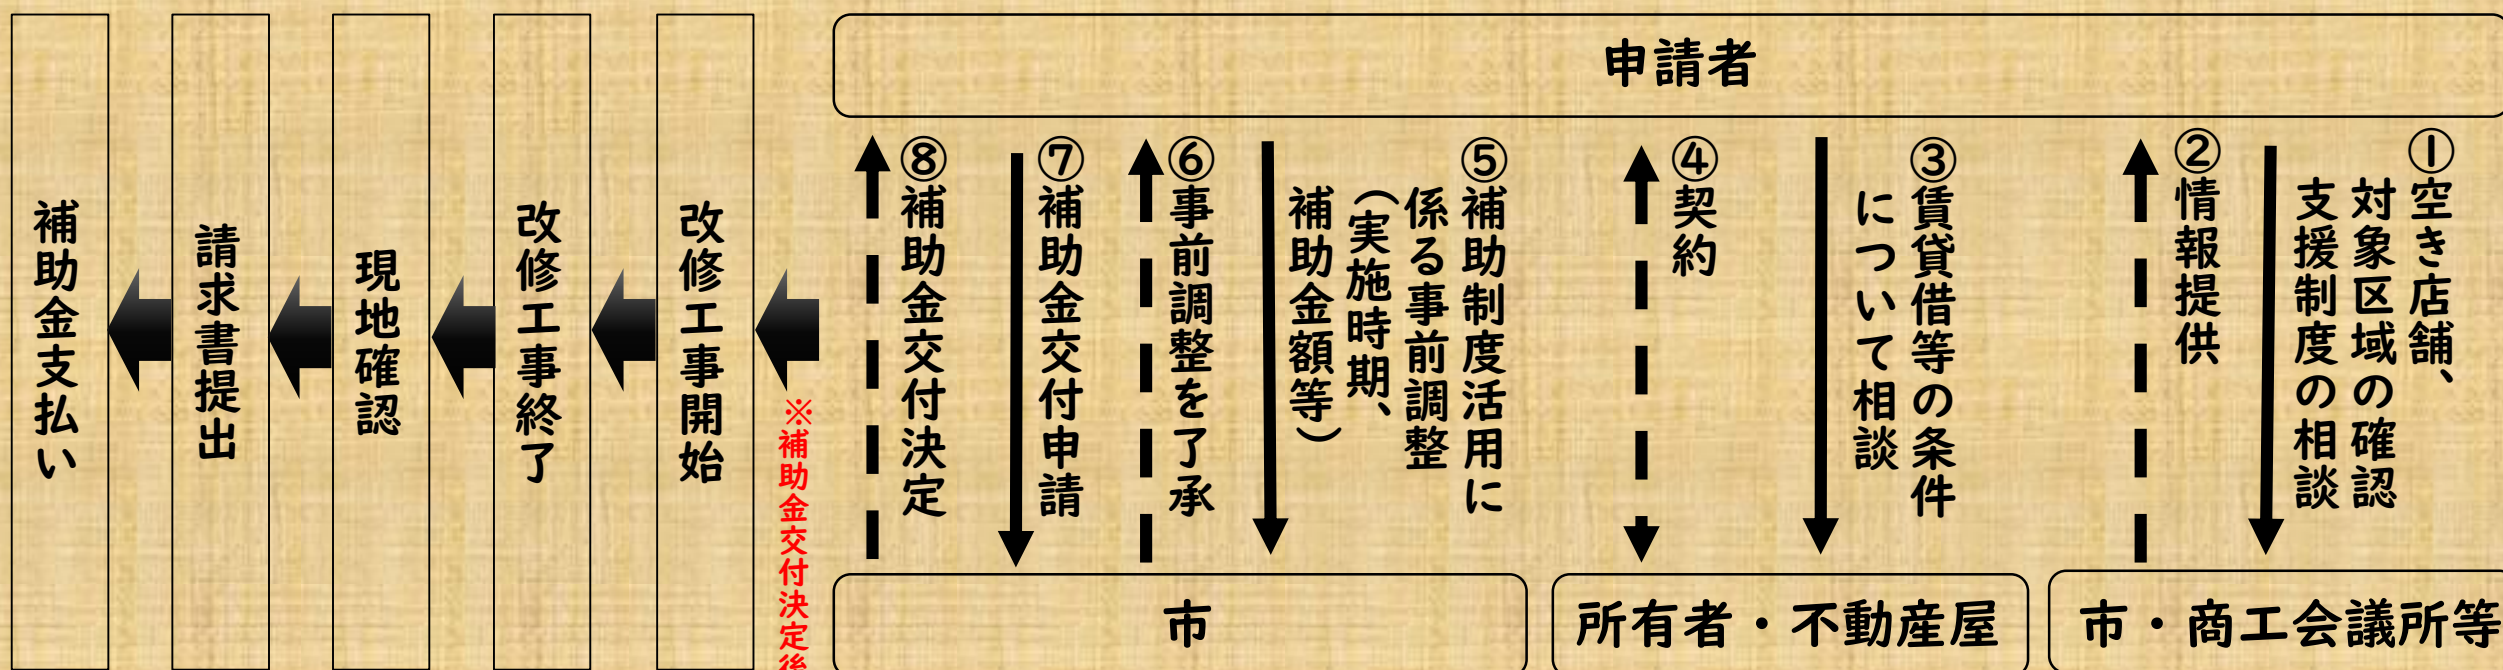 申請者
①空き店舗、
対象区域の確認
支援制度の相談
②情報提供
③賃貸借等の条件
について相談
④契約
⑤補助制度活用に
係る事前調整
（実施時期、
補助金額等）
⑥事前調整を了承
⑦補助金交付申請
⑧補助金交付決定
市・商工会議所等
所有者・不動産屋
市
※補助金交付決定後
改修工事開始
改修工事終了
現地確認
請求書提出
補助金支払い